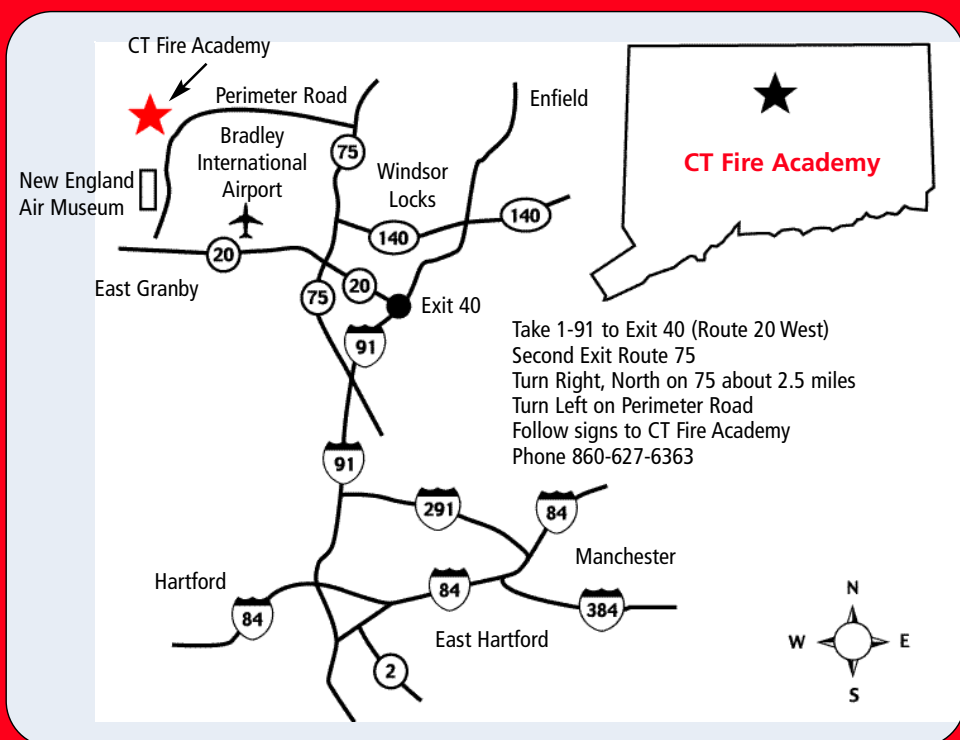 CT Fire Academy
Perimeter Road
Enfield
Bradley
International
Airport
75
Windsor
Locks
New England
Air Museum
CT Fire Academy
140
140
20
East Granby
75
20
Exit 40
91
Take 1-91 to Exit 40 (Route 20 West)
Second Exit Route 75
Turn Right, North on 75 about 2.5 miles
Turn Left on Perimeter Road
Follow signs to CT Fire Academy
Phone 860-627-6363
91
291
84
Manchester
Hartford
84
84
384
East Hartford
2
N
W
E
S